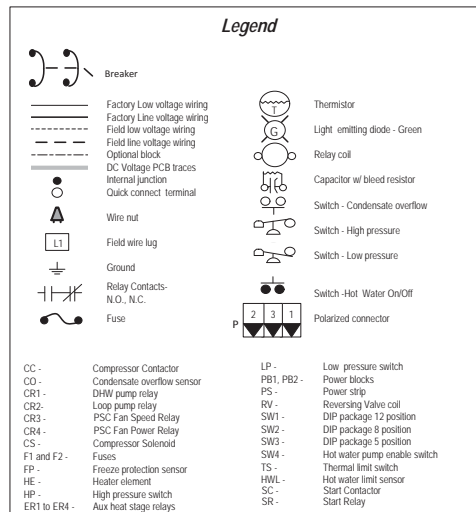 Legend
Breaker
Factory Low voltage wiring
Factory Line voltage wiring
Field low voltage wiring
Field line voltage wiring
Optional block
DC Voltage PCB traces
Internal junction
Quick connect terminal
Wire nut
L1 Field wire lug
Ground
Relay Contacts-
N.O., N.C.
Fuse
T Thermistor
G Light emitting diode - Green
Relay coil
Capacitor w/ bleed resistor
Switch - Condensate overflow
Switch - High pressure
Switch - Low pressure
Switch -Hot Water On/Off
P 2 3 1 Polarized connector
CC - Compressor Contactor
CO - Condensate overflow sensor
CR1 - DHW pump relay
CR2- Loop pump relay
CR3 - PSC Fan Speed Relay
CR4 - PSC Fan Power Relay
CS - Compressor Solenoid
F1 and F2 - Fuses
FP - Freeze protection sensor
HE - Heater element
HP - High pressure switch
ER1 to ER4 - Aux heat stage relays
LP - Low pressure switch
PB1, PB2 - Power blocks
PS - Power strip
RV - Reversing Valve coil
SW1 - DIP package 12 position
SW2 - DIP package 8 position
SW3 - DIP package 5 position
SW4 - Hot water pump enable switch
TS - Thermal limit switch
HWL - Hot water limit sensor
SC - Start Contactor
SR - Start Relay